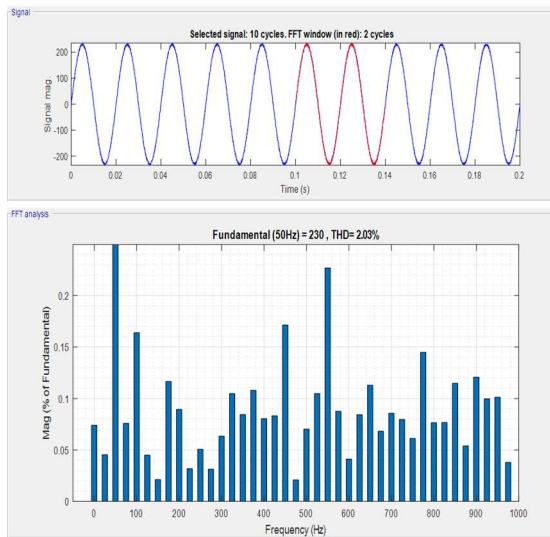 Signal
Selected signal: 10 cycles. FFT window (in red): 2 cycles
200
100
0
-100
-200
Signal mag.
0 0.02 0.04 0.06 0.08 0.1 0.12 0.14 0.16 0.18 0.2
Time (s)
FFT analysis
Fundamental (50Hz) = 230 , THD= 2.03%
0.2
0.15
0.1
0.05
0
Mag (% of Fundamental)
0 100 200 300 400 500 600 700 800 900 1000
Frequency (Hz)